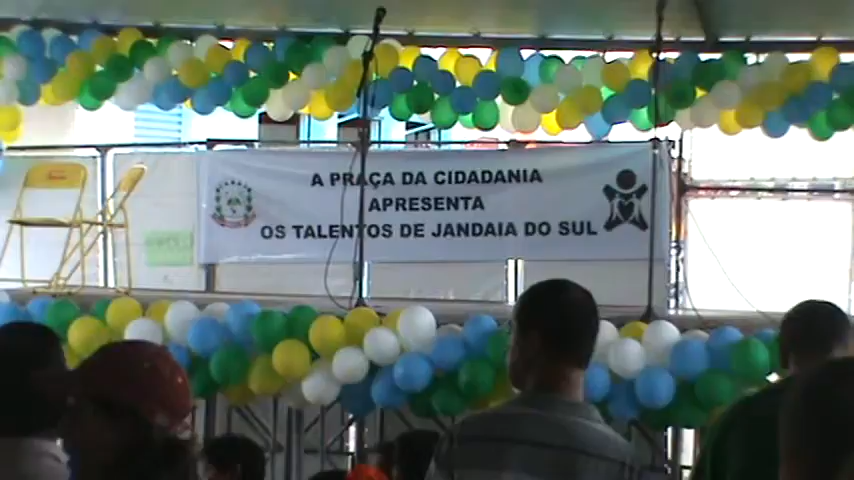 A PRAÇA DA CIDADANIA
APRESENTA
OS TALENTOS DE JANDAIA DO SUL